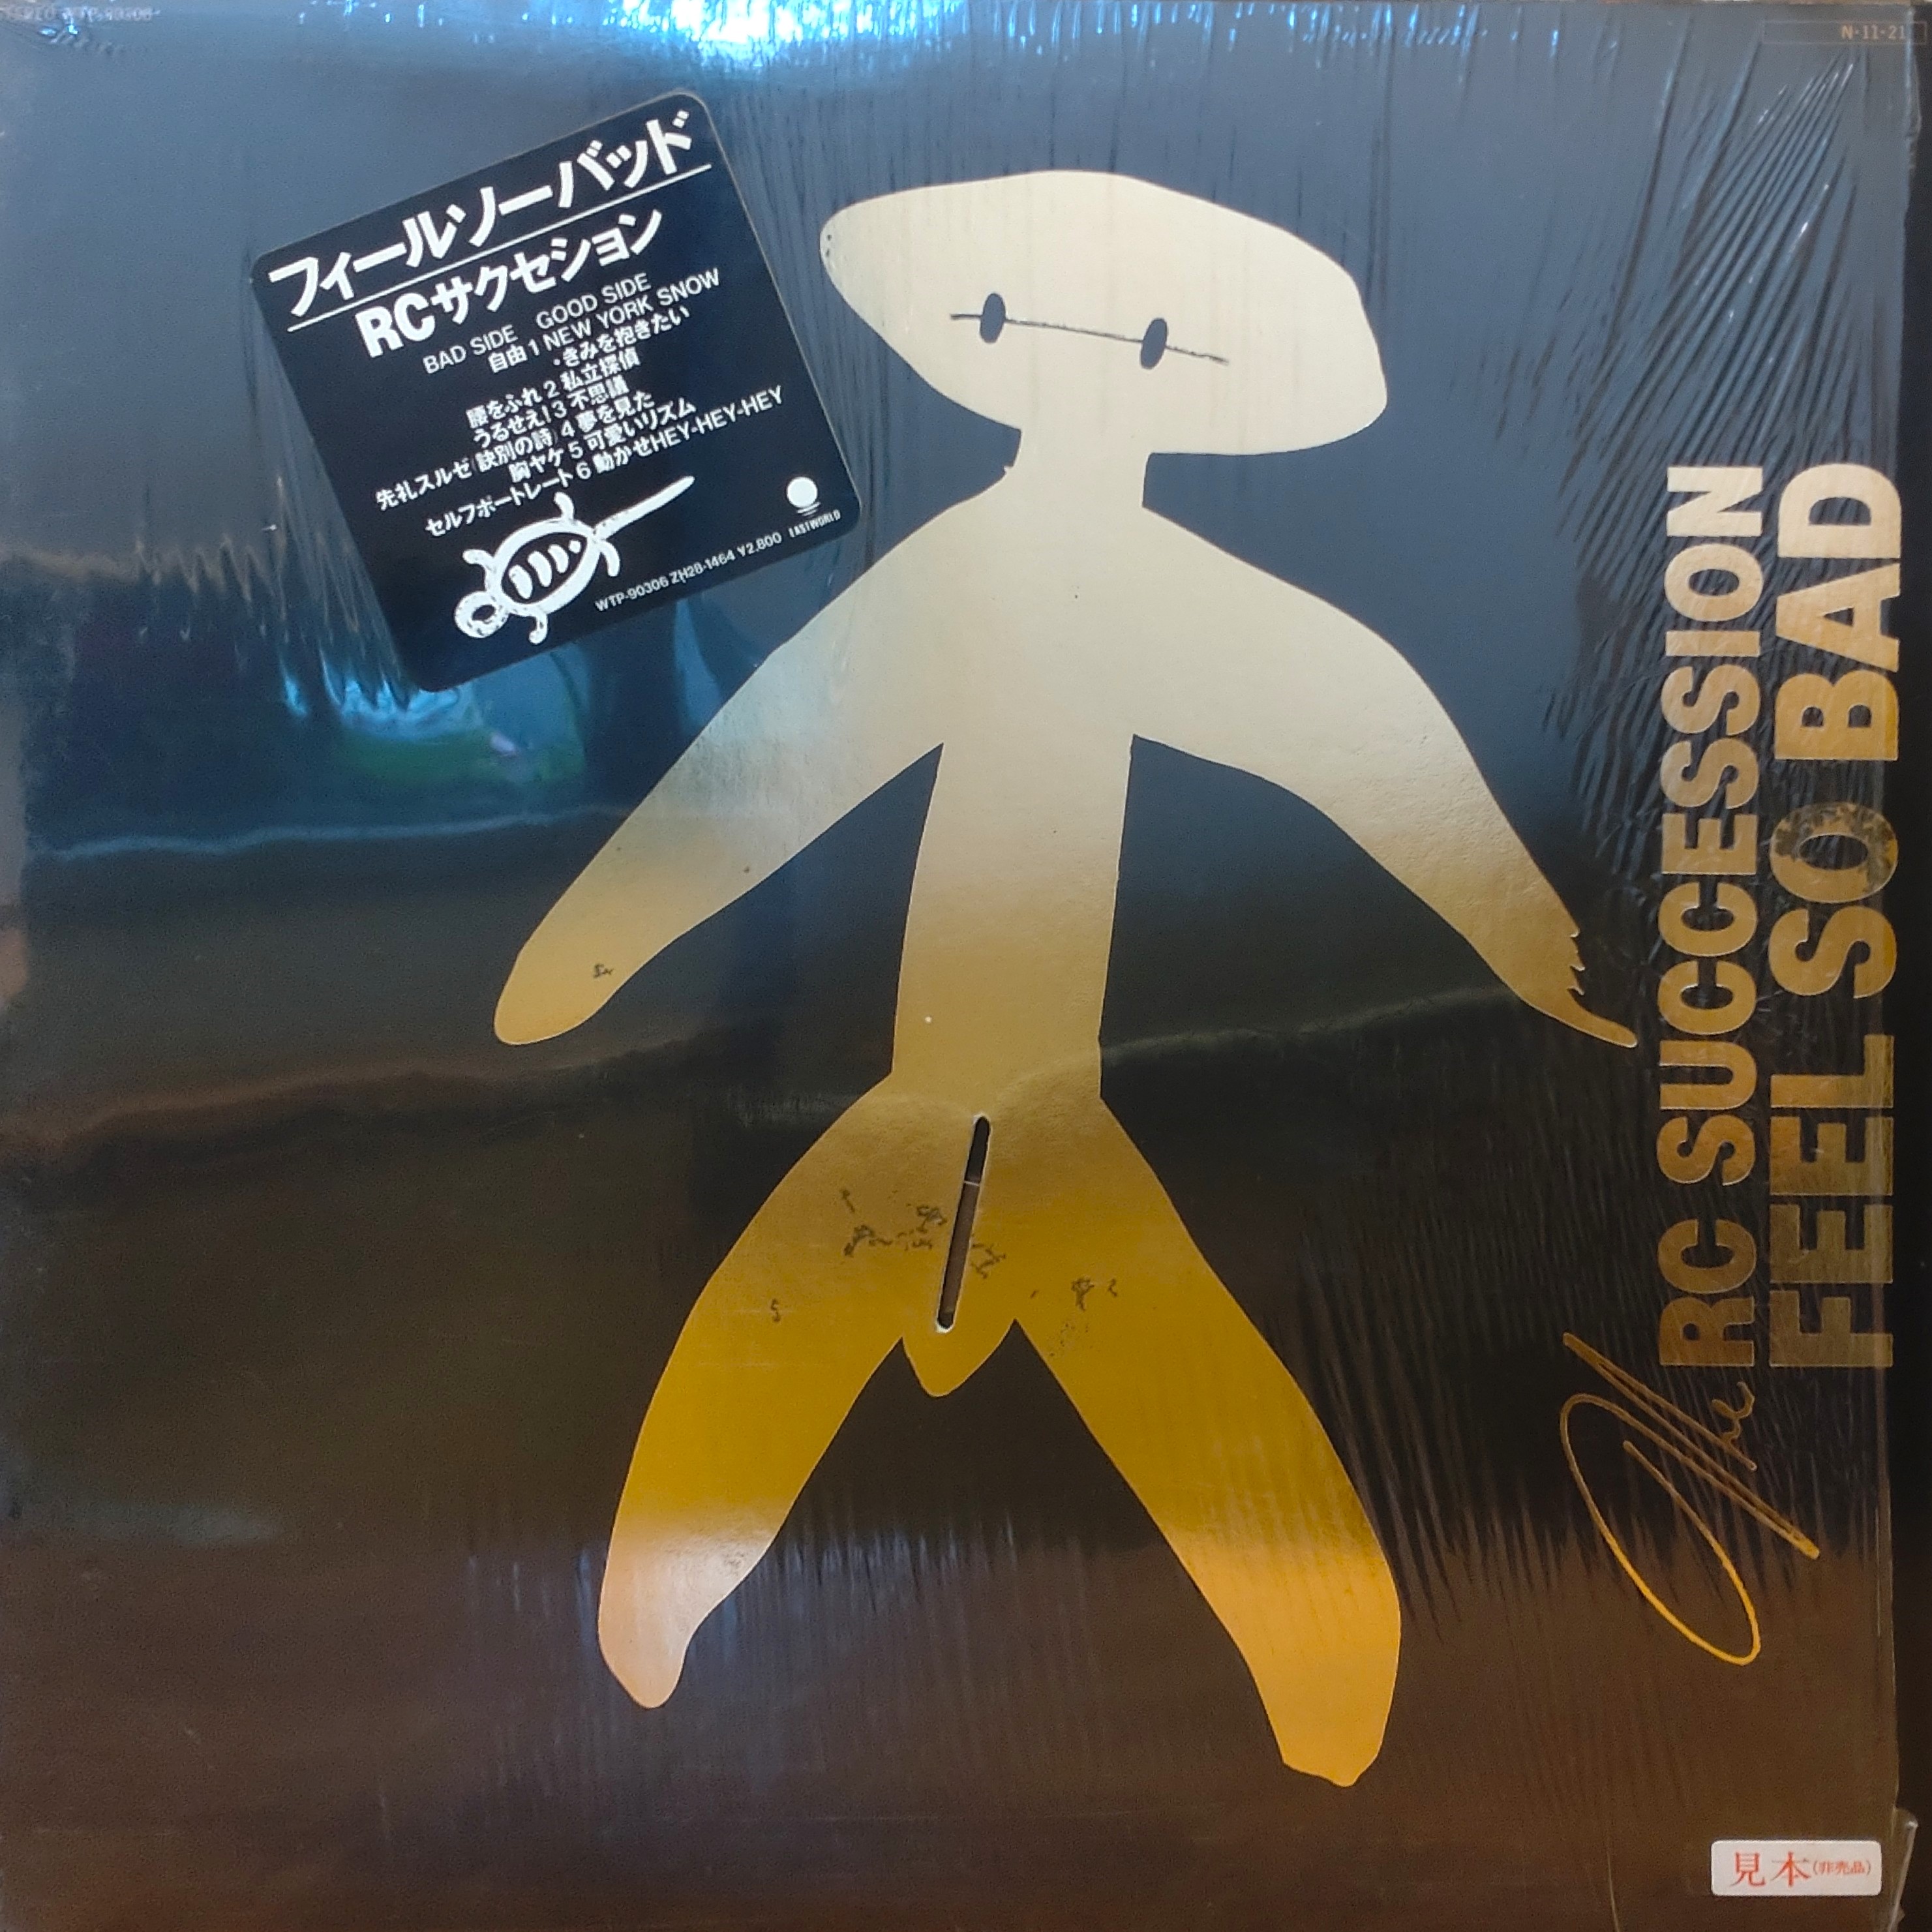 N-11-21
フィールソーバッド
RCサクセション
BAD SIDE GOOD SIDE
自由 1 NEW YORK SNOW
・きみを抱きたい
腰をふれ 2 私立探偵
うるせえ! 3 不思議
先礼スルゼ(訣別の詩) 4 夢を見た
胸ヤケ 5 可愛いリズム
セルフポートレート 6 動かせHEY-HEY-HEY
EASTWORLD
WTP-90306 ZH28-1464 ¥2,800
The RC SUCCESSION
FEEL SO BAD
見本(非売品)